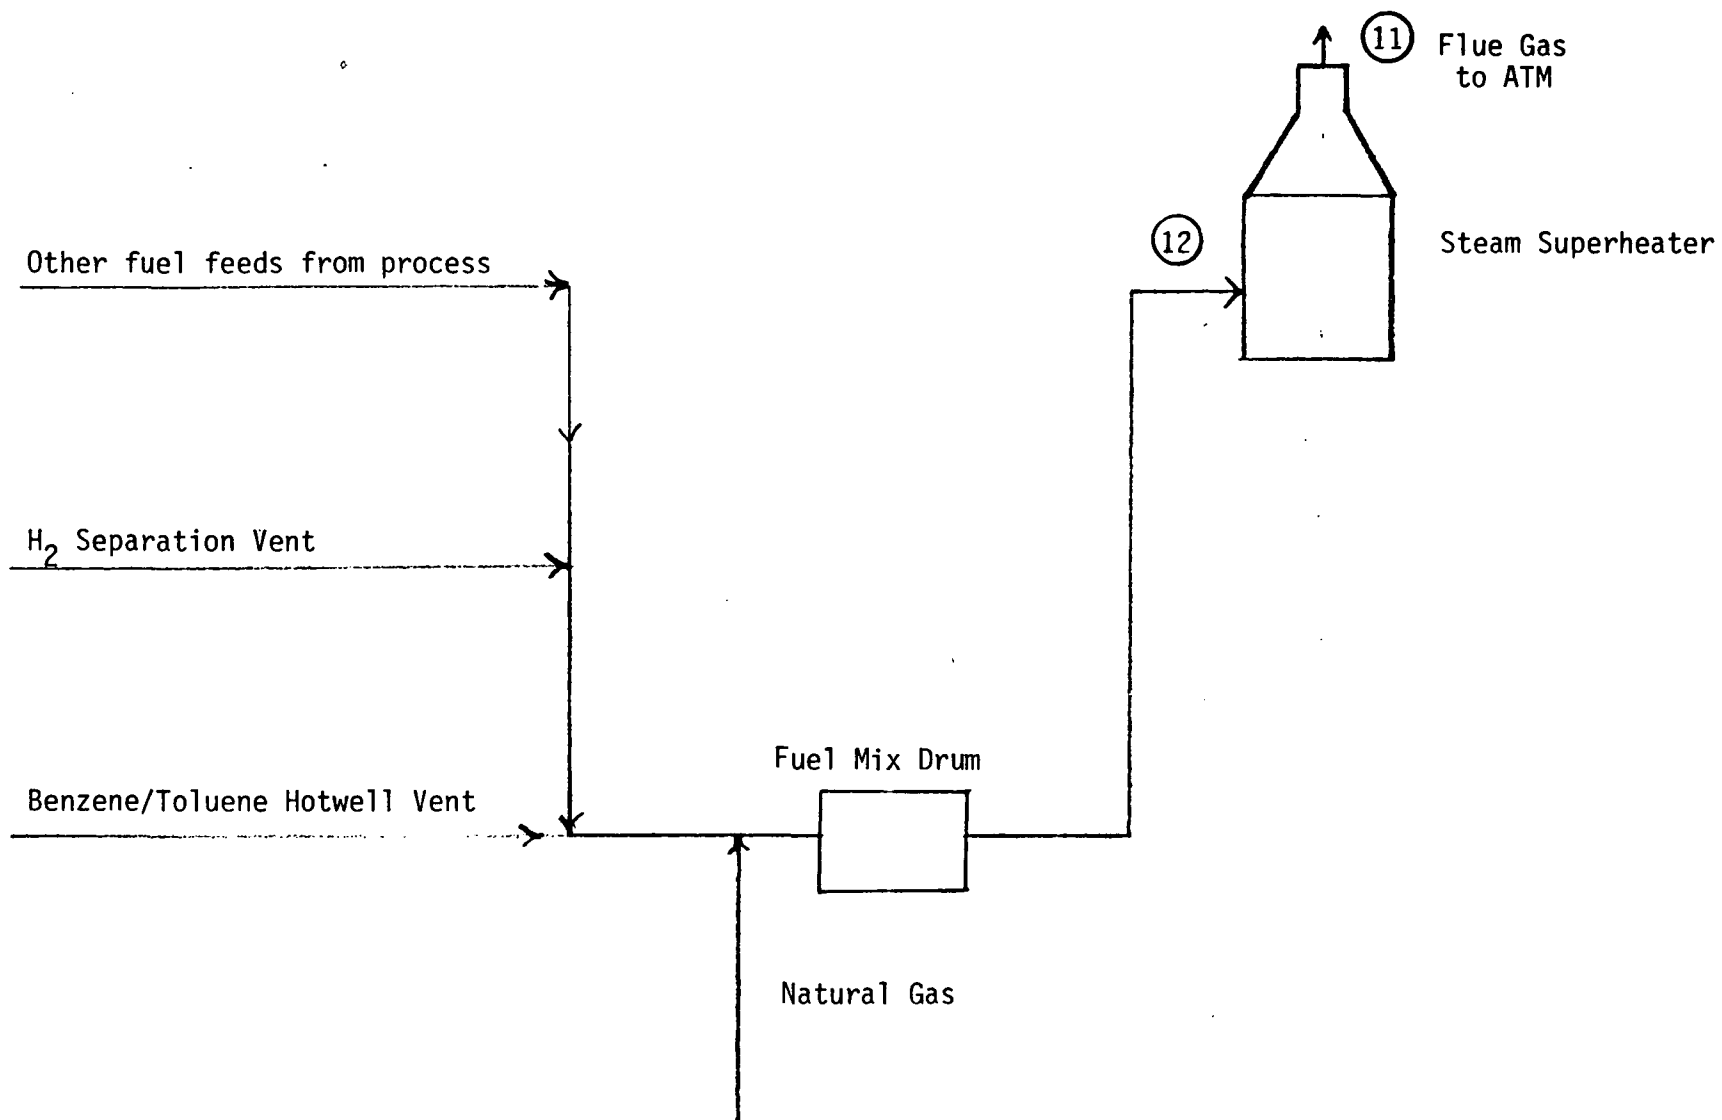 11 Flue Gas
to ATM
12
Steam Superheater
Other fuel feeds from process
H2 Separation Vent
Fuel Mix Drum
Benzene/Toluene Hotwell Vent
Natural Gas